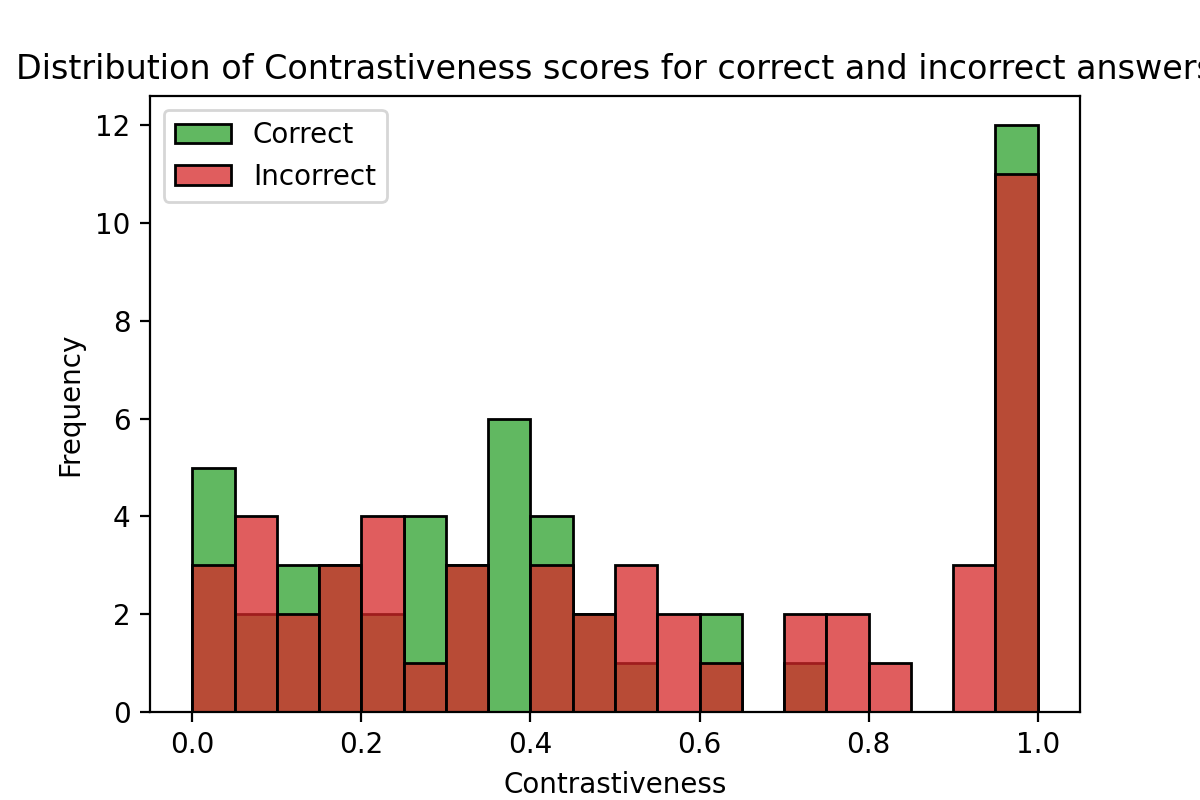 Distribution of Contrastiveness scores for correct and incorrect answers
Correct
Incorrect
12
10
8
6
4
2
0
Frequency
0.0 0.2 0.4 0.6 0.8 1.0
Contrastiveness